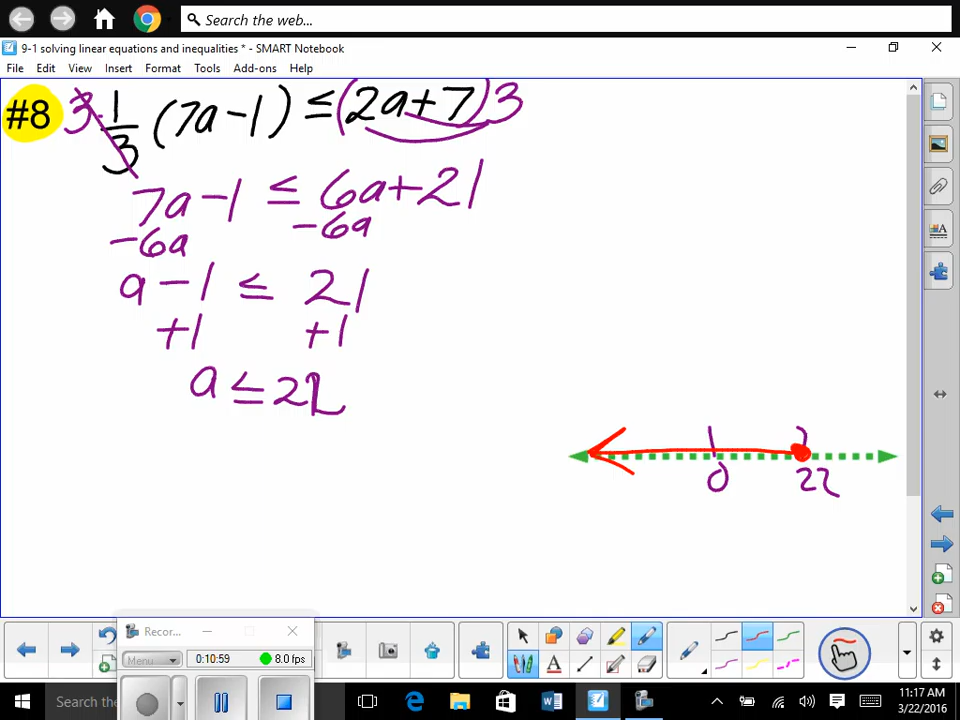 Search the web...
9-1 solving linear equations and inequalities * - SMART Notebook
File Edit View Insert Format Tools Add-ons Help
#8 3·1/3 (7a-1) ≤ (2a+7)3
7a-1 ≤ 6a+21
-6a -6a
a-1 ≤ 21
+1 +1
a ≤ 22
0 22
Recor...
Menu 0:10:59 8.0 fps
Search
11:17 AM
3/22/2016